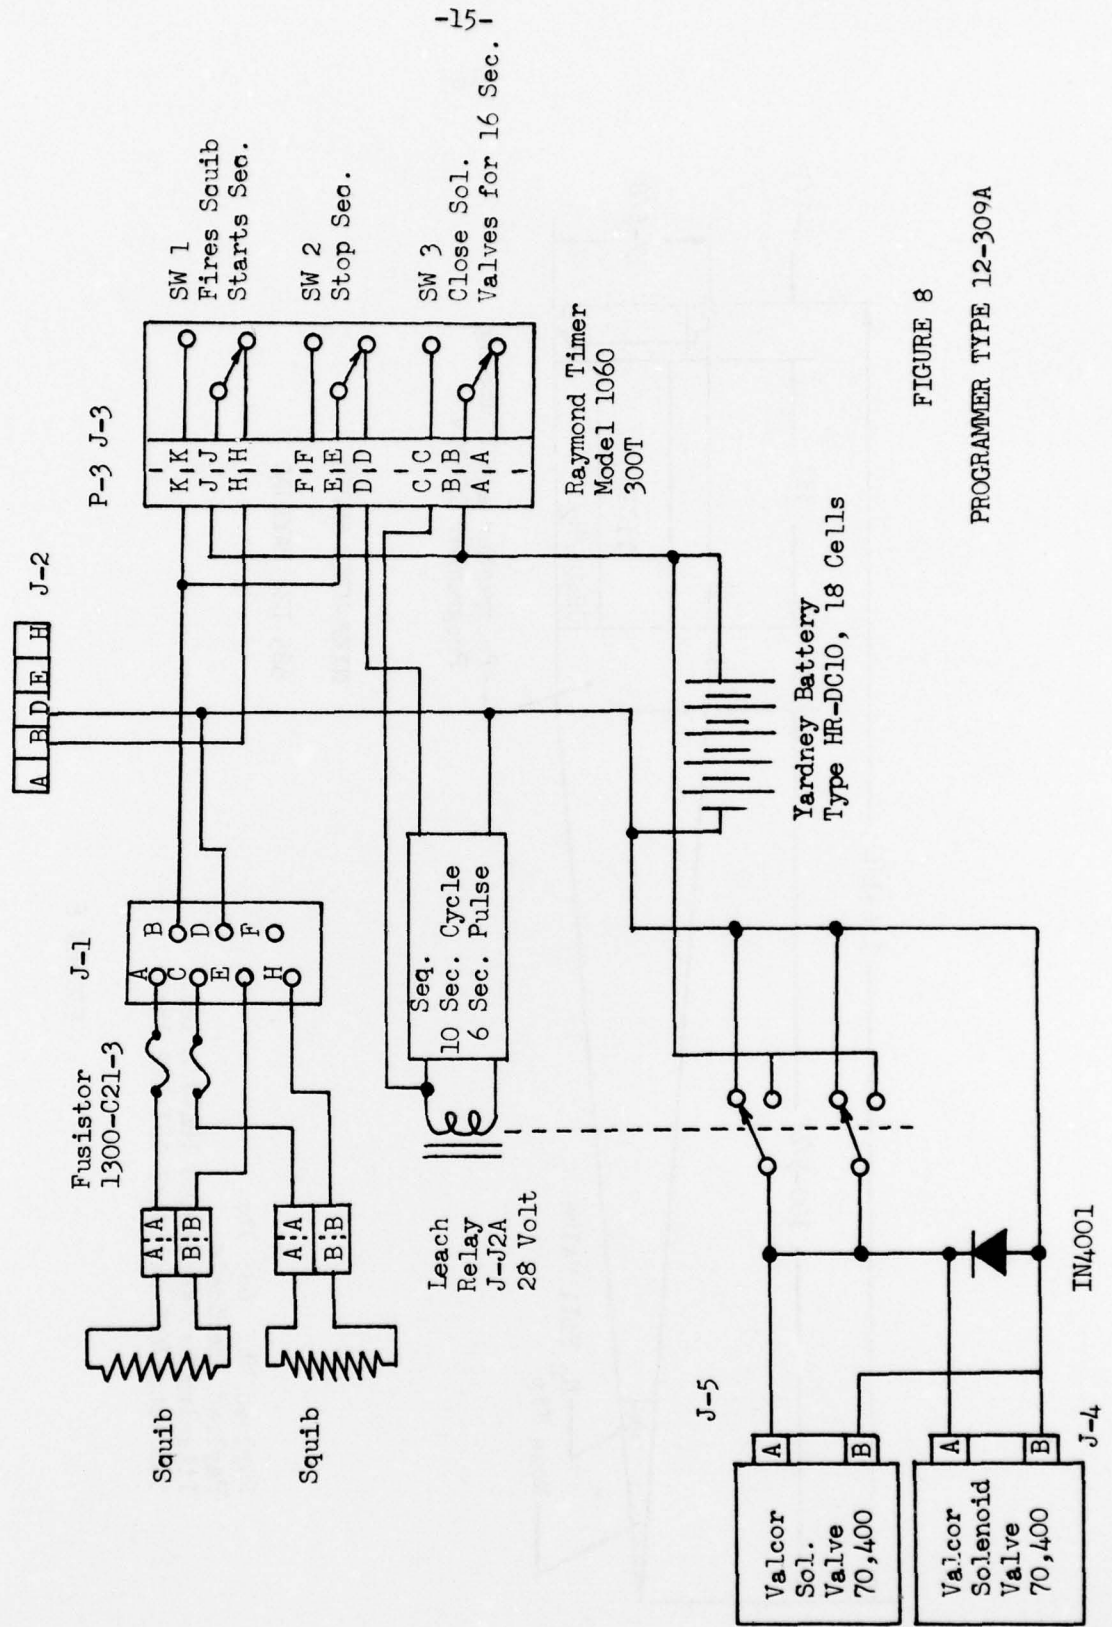 -15-
P-3 J-3
SW 1
Fires Squib
Starts Seq.
SW 2
Stop Seq.
SW 3
Close Sol.
Valves for 16 Sec.
K K
J J
H H
F F
E E
D D
C C
B B
A A
Raymond Timer
Model 1060
300T
J-2
A B D E H
J-1
A
B
C
D
E
F
H
Fusistor
1300-C21-3
A A
B B
A A
B B
Squib
Squib
Seq.
10 Sec. Cycle
6 Sec. Pulse
Leach
Relay
J-J2A
28 Volt
Yardney Battery
Type HR-DC10, 18 Cells
J-5
A
B
Valcor
Sol.
Valve
70,400
A
B
Valcor
Solenoid
Valve
70,400
J-4
IN4001
FIGURE 8
PROGRAMMER TYPE 12-309A